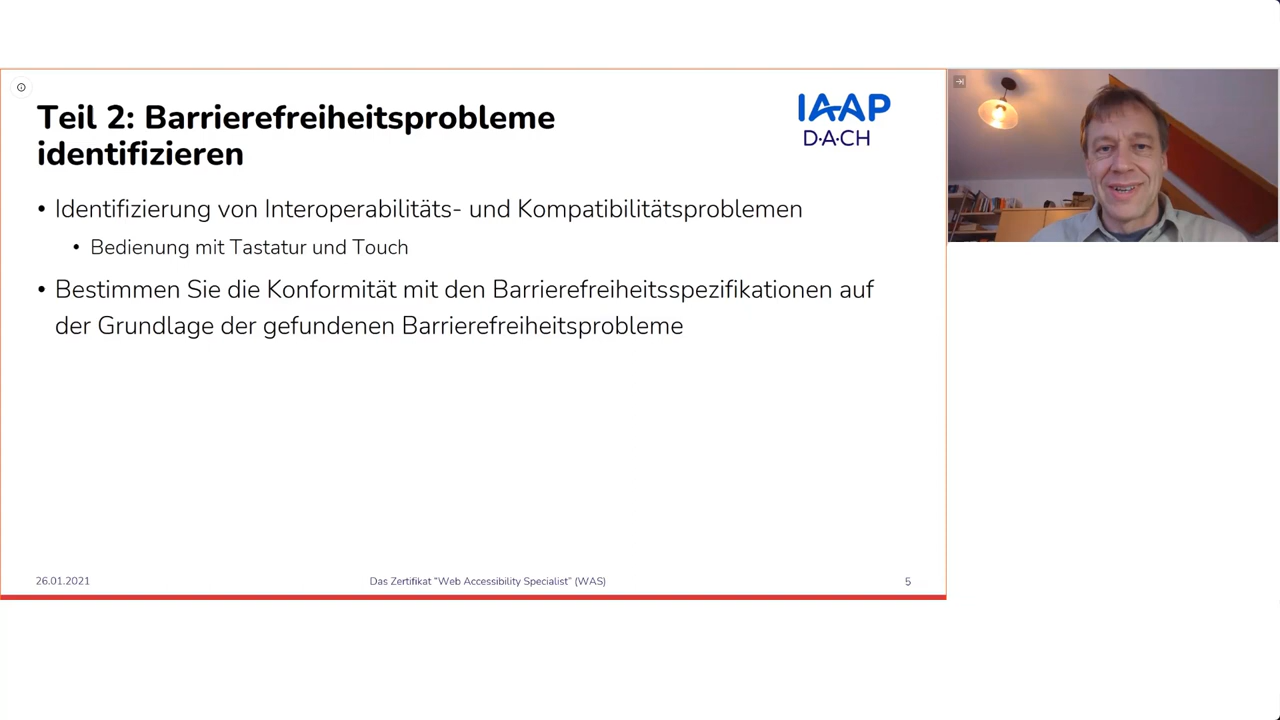 Teil 2: Barrierefreiheitsprobleme
identifizieren
IAAP
D·A·CH
• Identifizierung von Interoperabilitäts- und Kompatibilitätsproblemen
• Bedienung mit Tastatur und Touch
• Bestimmen Sie die Konformität mit den Barrierefreiheitsspezifikationen auf
der Grundlage der gefundenen Barrierefreiheitsprobleme
26.01.2021
Das Zertifikat "Web Accessibility Specialist" (WAS)
5